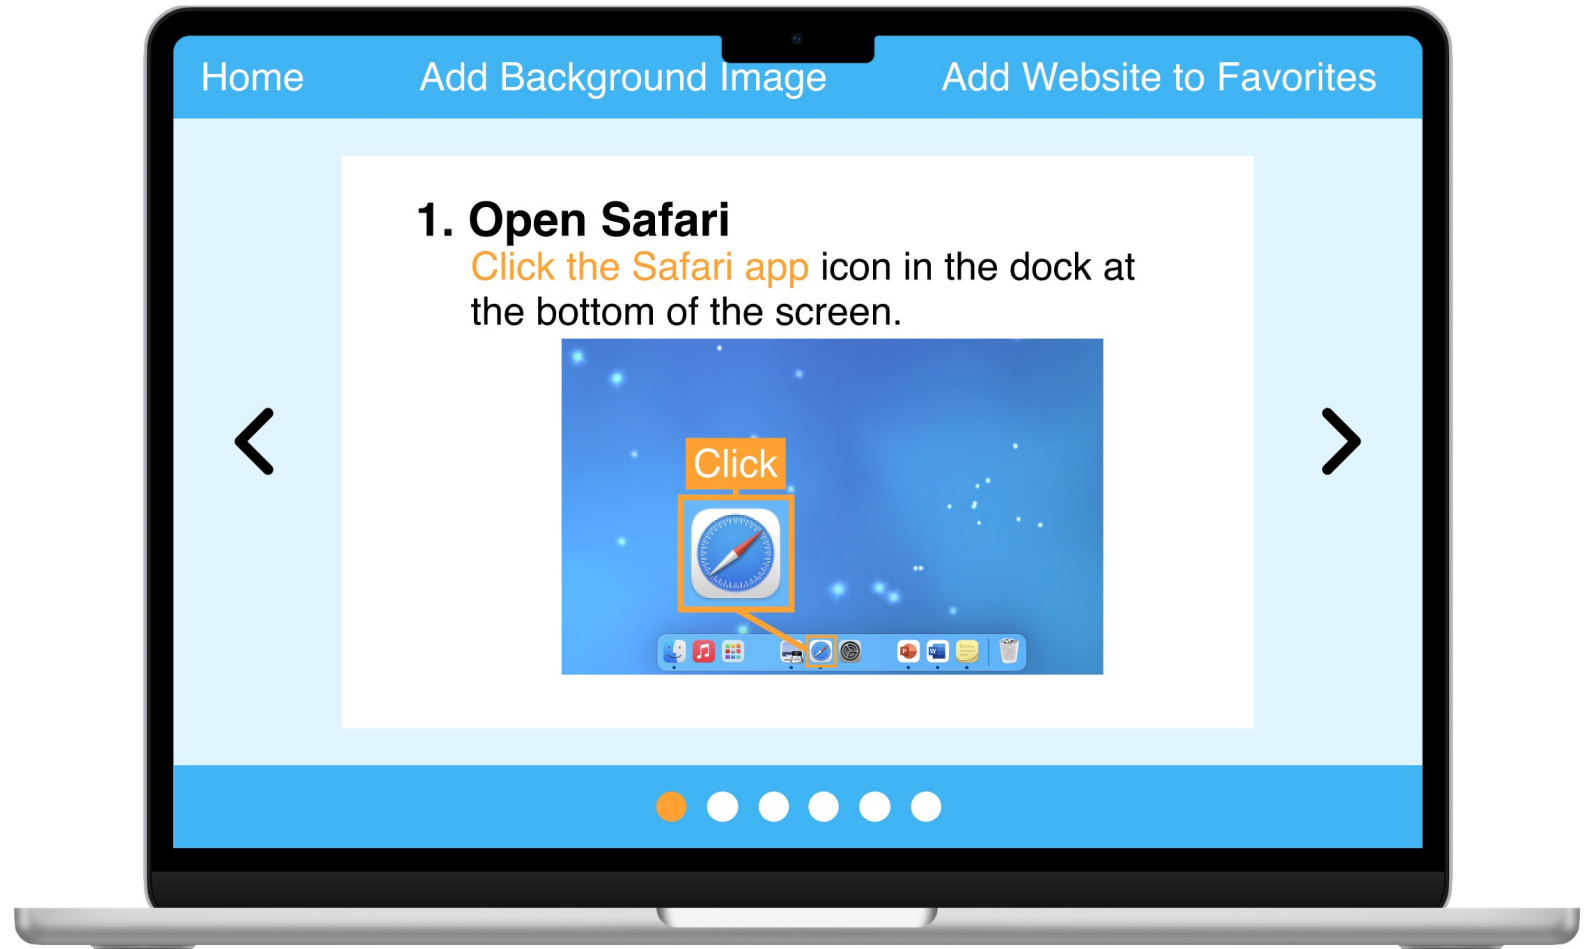 Home Add Background Image Add Website to Favorites
1. Open Safari
Click the Safari app icon in the dock at
the bottom of the screen.
Click
P
W